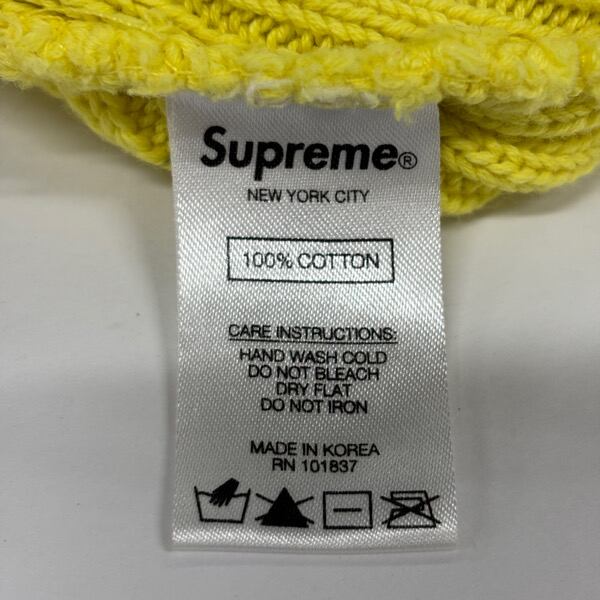 Supreme®
NEW YORK CITY
100% COTTON
CARE INSTRUCTIONS:
HAND WASH COLD
DO NOT BLEACH
DRY FLAT
DO NOT IRON
MADE IN KOREA
RN 101837